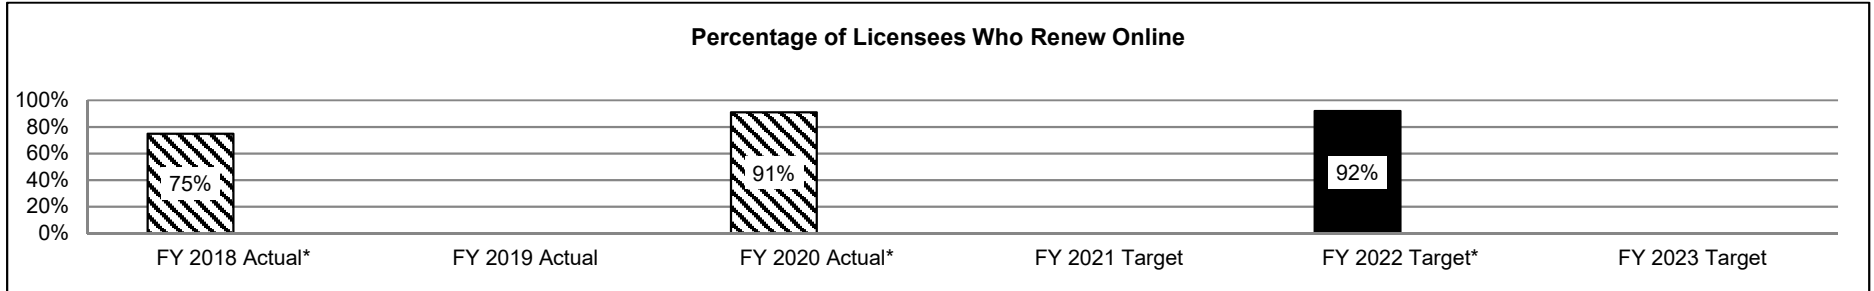 Percentage of Licensees Who Renew Online
100%
80%
60%
40%
20%
0%
75%
91%
92%
FY 2018 Actual*
FY 2019 Actual
FY 2020 Actual*
FY 2021 Target
FY 2022 Target*
FY 2023 Target